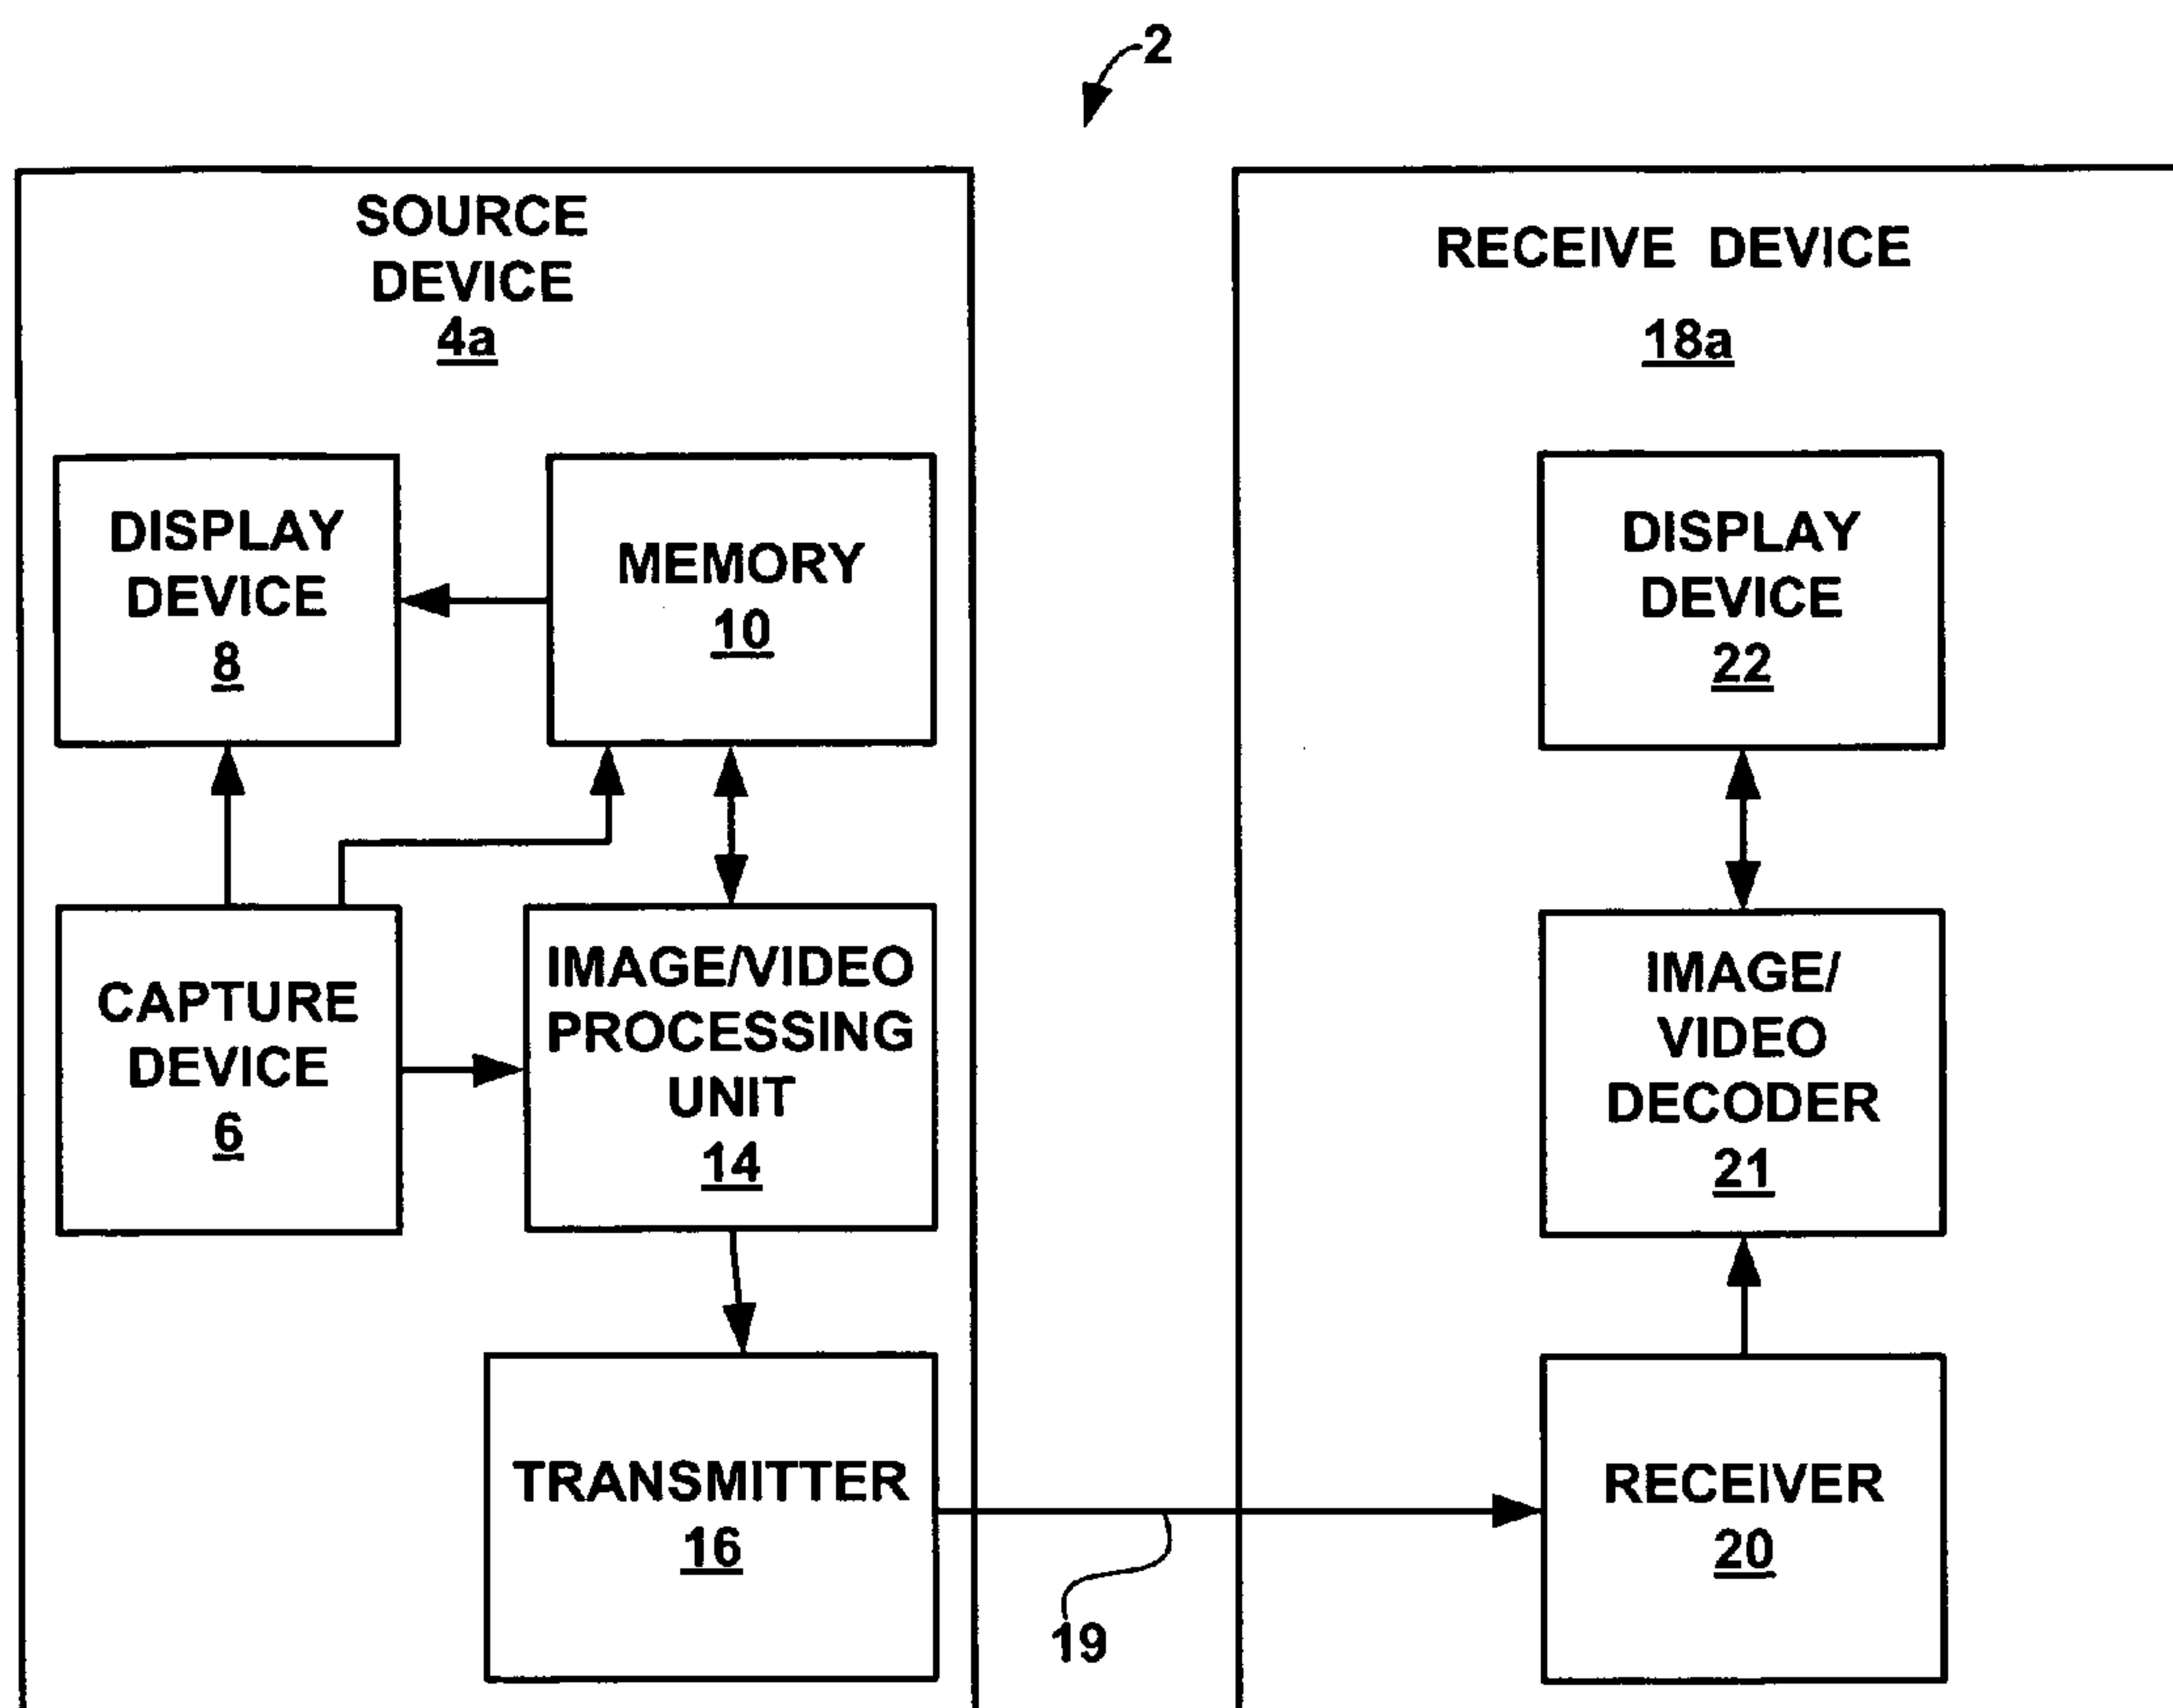 2
SOURCE
DEVICE
4a
DISPLAY
DEVICE
8
MEMORY
10
CAPTURE
DEVICE
6
IMAGE/VIDEO
PROCESSING
UNIT
14
TRANSMITTER
16
19
RECEIVE DEVICE
18a
DISPLAY
DEVICE
22
IMAGE/
VIDEO
DECODER
21
RECEIVER
20